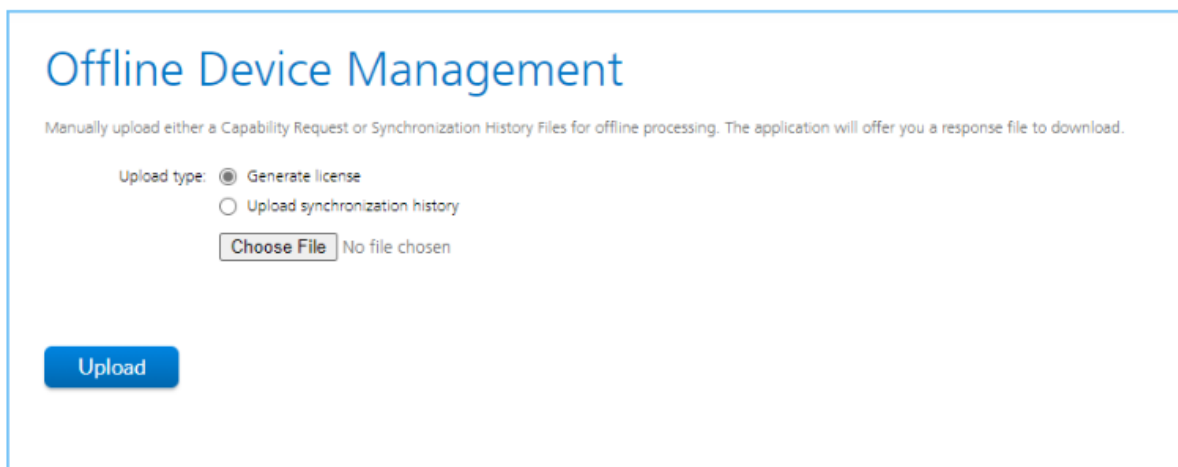 Offline Device Management
Manually upload either a Capability Request or Synchronization History Files for offline processing. The application will offer you a response file to download.
Upload type: Generate license
Upload synchronization history
Choose File No file chosen
Upload